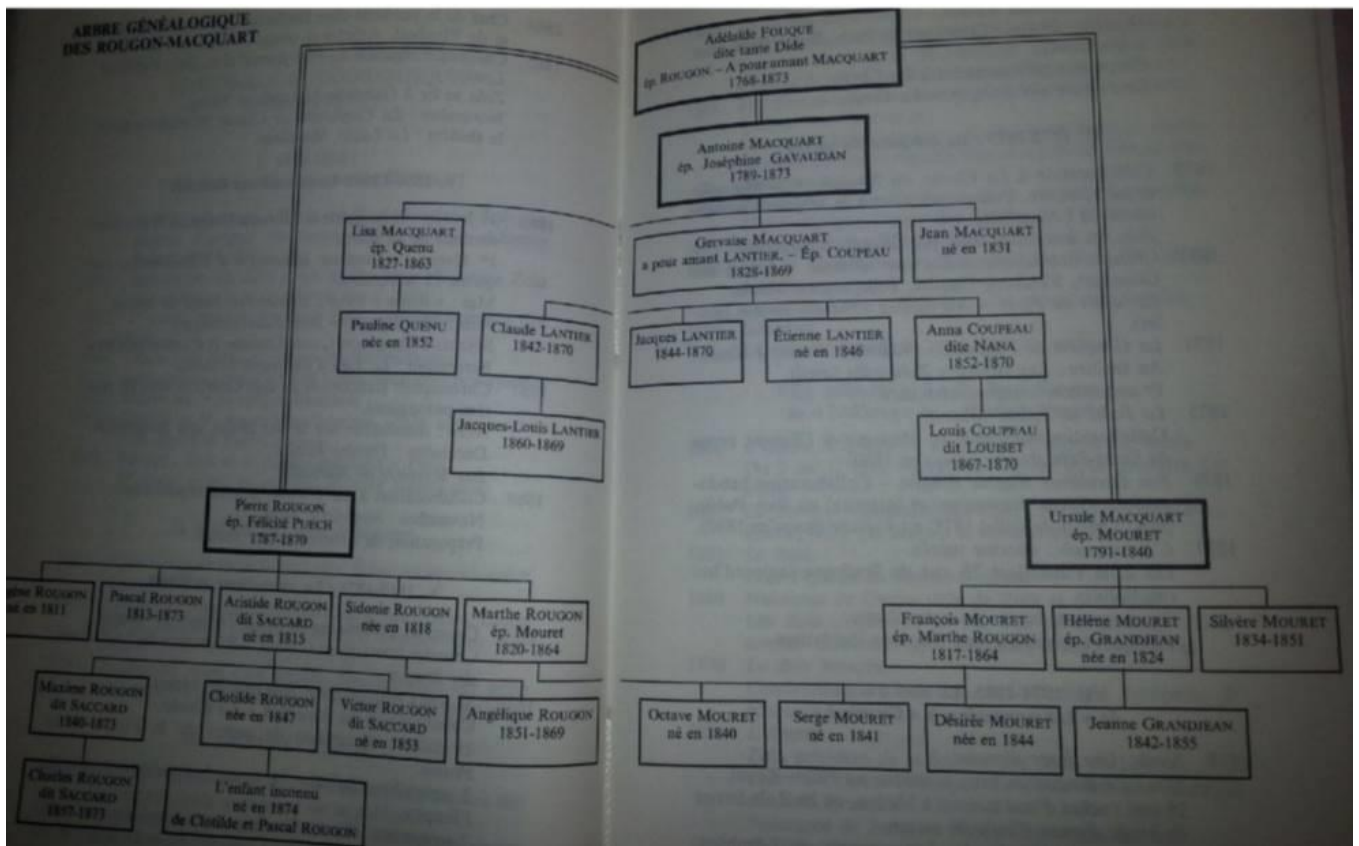 ARBRE GÉNÉALOGIQUE
DES ROUGON-MACQUART
Adélaïde FOUQUE
dite tante Dide
ép. ROUGON. – A pour amant MACQUART
1768-1873
Antoine MACQUART
ép. Joséphine GAVAUDAN
1789-1873
Lisa MACQUART
ép. Quenu
1827-1863
Gervaise MACQUART
a pour amant LANTIER. – Ép. COUPEAU
1828-1869
Jean MACQUART
né en 1831
Pauline QUENU
née en 1852
Claude LANTIER
1842-1870
Jacques LANTIER
1844-1870
Étienne LANTIER
né en 1846
Anna COUPEAU
dite NANA
1852-1870
Jacques-Louis LANTIER
1860-1869
Louis COUPEAU
dit LOUISET
1867-1870
Pierre ROUGON
ép. Félicité PUECH
1787-1870
Ursule MACQUART
ép. MOURET
1791-1840
gène ROUGON
né en 1811
Pascal ROUGON
1813-1873
Aristide ROUGON
dit SACCARD
né en 1815
Sidonie ROUGON
née en 1818
Marthe ROUGON
ép. Mouret
1820-1864
François MOURET
ép. Marthe ROUGON
1817-1864
Hélène MOURET
ép. GRANDJEAN
née en 1824
Silvère MOURET
1834-1851
Maxime ROUGON
dit SACCARD
1840-1873
Clotilde ROUGON
née en 1847
Victor ROUGON
dit SACCARD
né en 1853
Angélique ROUGON
1851-1869
Octave MOURET
né en 1840
Serge MOURET
né en 1841
Désirée MOURET
née en 1844
Jeanne GRANDJEAN
1842-1855
Charles ROUGON
dit SACCARD
1857-1873
L'enfant inconnu
né en 1874
de Clotilde et Pascal ROUGON